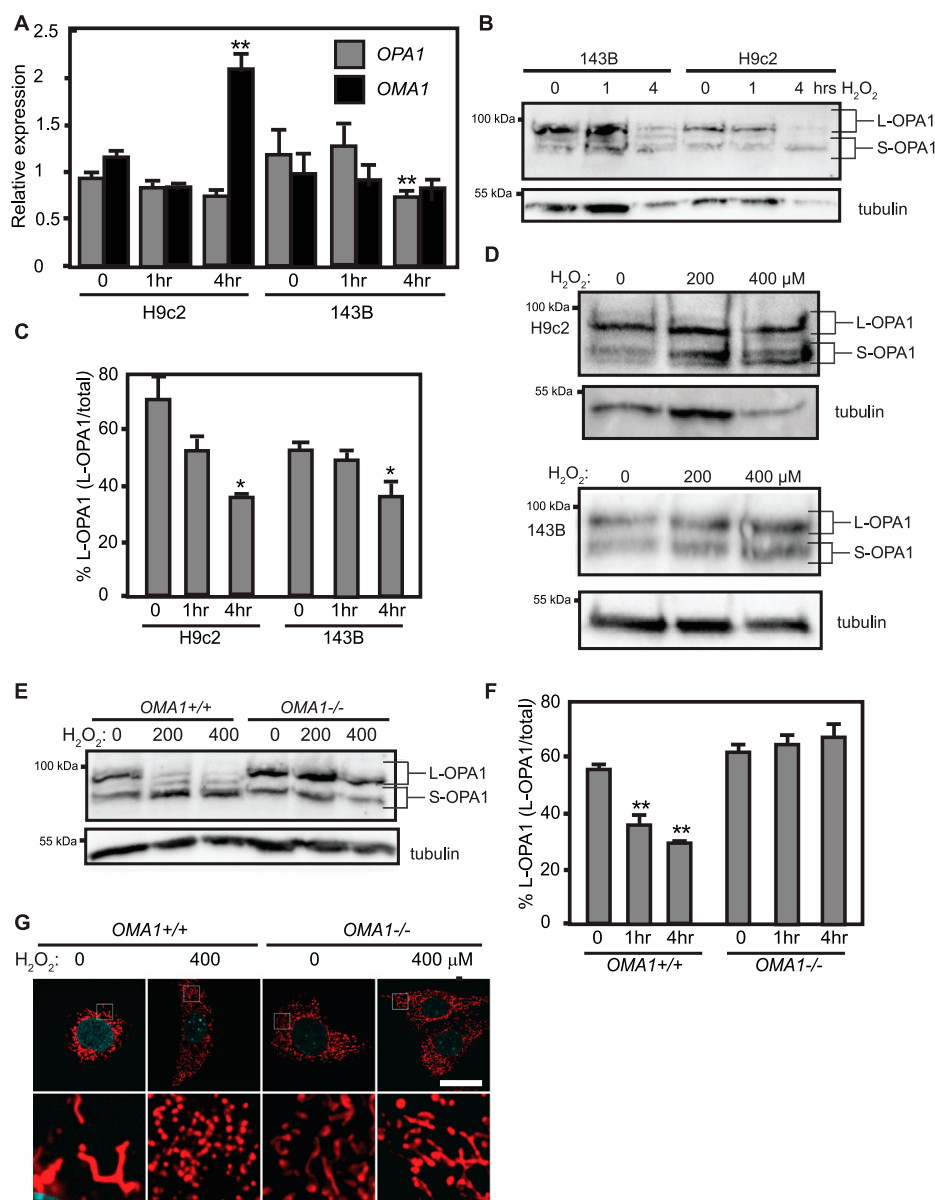 A
2.5
2
1.5
1
0.5
0
Relative expression
OPA1
OMA1
**
**
0 1hr 4hr 0 1hr 4hr
H9c2 143B
B
143B H9c2
0 1 4 0 1 4 hrs H2O2
100 kDa
L-OPA1
S-OPA1
55 kDa
tubulin
C
80
60
40
20
0
% L-OPA1 (L-OPA1/total)
*
*
0 1hr 4hr 0 1hr 4hr
H9c2 143B
D
H2O2: 0 200 400 µM
100 kDa
H9c2
L-OPA1
S-OPA1
55 kDa
tubulin
H2O2: 0 200 400 µM
100 kDa
143B
L-OPA1
S-OPA1
55 kDa
tubulin
E
OMA1+/+ OMA1-/-
H2O2: 0 200 400 0 200 400
100 kDa
L-OPA1
S-OPA1
55 kDa
tubulin
F
80
60
40
20
0
% L-OPA1 (L-OPA1/total)
**
**
0 1hr 4hr 0 1hr 4hr
OMA1+/+ OMA1-/-
G
OMA1+/+ OMA1-/-
H2O2: 0 400 0 400 µM